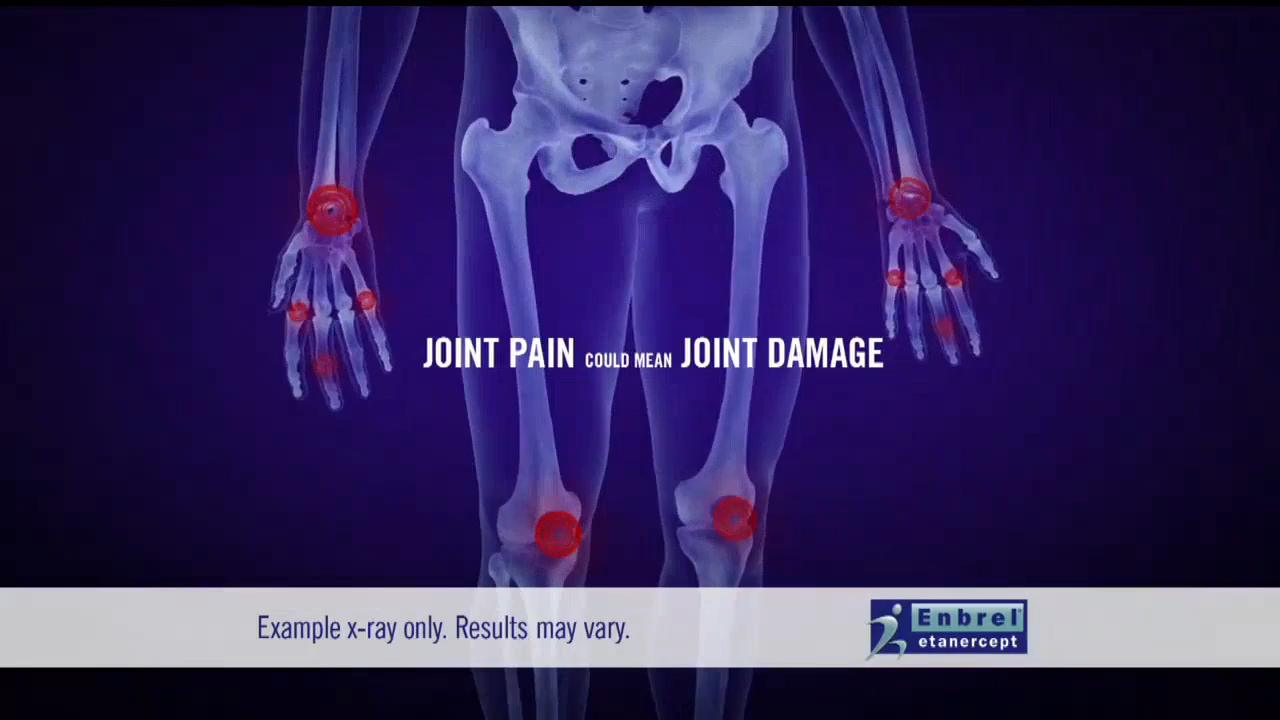 JOINT PAIN COULD MEAN JOINT DAMAGE
Example x-ray only. Results may vary.
Enbrel®
etanercept